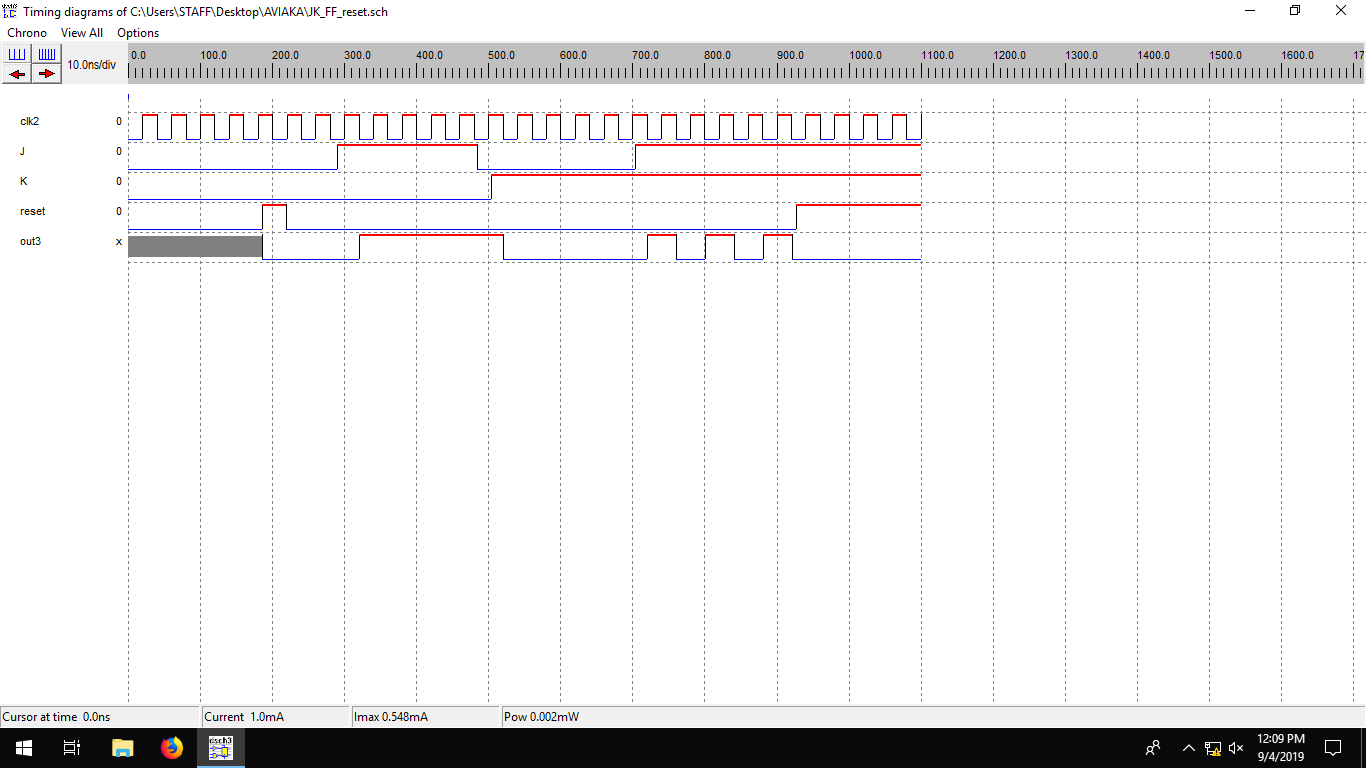 Timing diagrams of C:\Users\STAFF\Desktop\AVIAKA\JK_FF_reset.sch
Chrono View All Options
10.0ns/div 0.0 100.0 200.0 300.0 400.0 500.0 600.0 700.0 800.0 900.0 1000.0 1100.0 1200.0 1300.0 1400.0 1500.0 1600.0 17
clk2 0
J 0
K 0
reset 0
out3 x
Cursor at time 0.0ns Current 1.0mA Imax 0.548mA Pow 0.002mW
dsch3
12:09 PM
9/4/2019